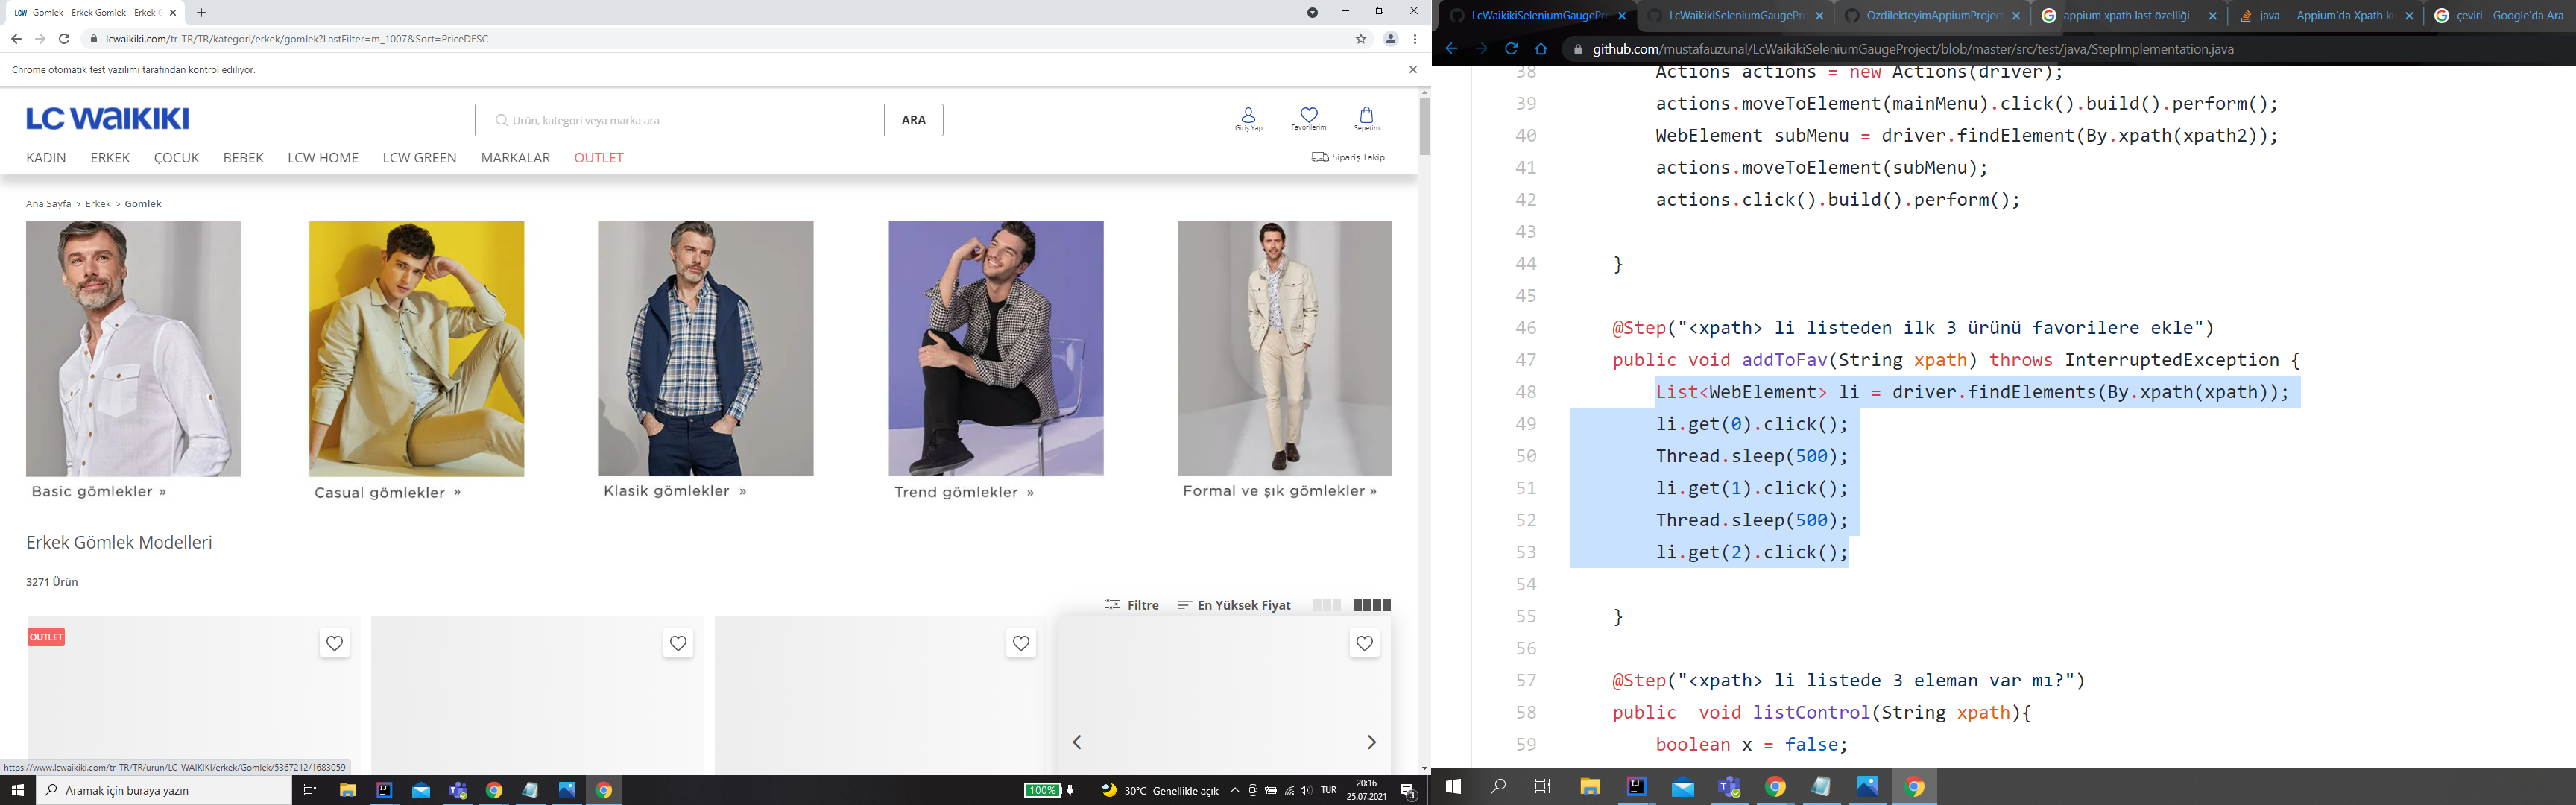 LCW Gömlek - Erkek Gömlek - Erkek G
lcwaikiki.com/tr-TR/TR/kategori/erkek/gomlek?LastFilter=m_1007&Sort=PriceDESC
Chrome otomatik test yazılımı tarafından kontrol ediliyor.
LC WAIKIKI
Ürün, kategori veya marka ara
ARA
Giriş Yap
Favorilerim
Sepetim
KADIN ERKEK ÇOCUK BEBEK LCW HOME LCW GREEN MARKALAR OUTLET
Sipariş Takip
Ana Sayfa > Erkek > Gömlek
Basic gömlekler »
Casual gömlekler »
Klasik gömlekler »
Trend gömlekler »
Formal ve şık gömlekler »
Erkek Gömlek Modelleri
3271 Ürün
Filtre
En Yüksek Fiyat
OUTLET
https://www.lcwaikiki.com/tr-TR/TR/urun/LC-WAIKIKI/erkek/Gomlek/5367212/1683059
Aramak için buraya yazın
100%
30°C Genellikle açık
TUR
20:16
25.07.2021
3
LcWaikikiSeleniumGaugePr
LcWaikikiSeleniumGaugePro
OzdilekteyimAppiumProject
appium xpath last özelliği -
java — Appium'da Xpath k
çeviri - Google'da Ara
github.com/mustafauzunal/LcWaikikiSeleniumGaugeProject/blob/master/src/test/java/StepImplementation.java
38 Actions actions = new Actions(driver);
39 actions.moveToElement(mainMenu).click().build().perform();
40 WebElement subMenu = driver.findElement(By.xpath(xpath2));
41 actions.moveToElement(subMenu);
42 actions.click().build().perform();
43
44 }
45
46 @Step("<xpath> li listeden ilk 3 ürünü favorilere ekle")
47 public void addToFav(String xpath) throws InterruptedException {
48 List<WebElement> li = driver.findElements(By.xpath(xpath));
49 li.get(0).click();
50 Thread.sleep(500);
51 li.get(1).click();
52 Thread.sleep(500);
53 li.get(2).click();
54
55 }
56
57 @Step("<xpath> li listede 3 eleman var mı?")
58 public void listControl(String xpath){
59 boolean x = false;